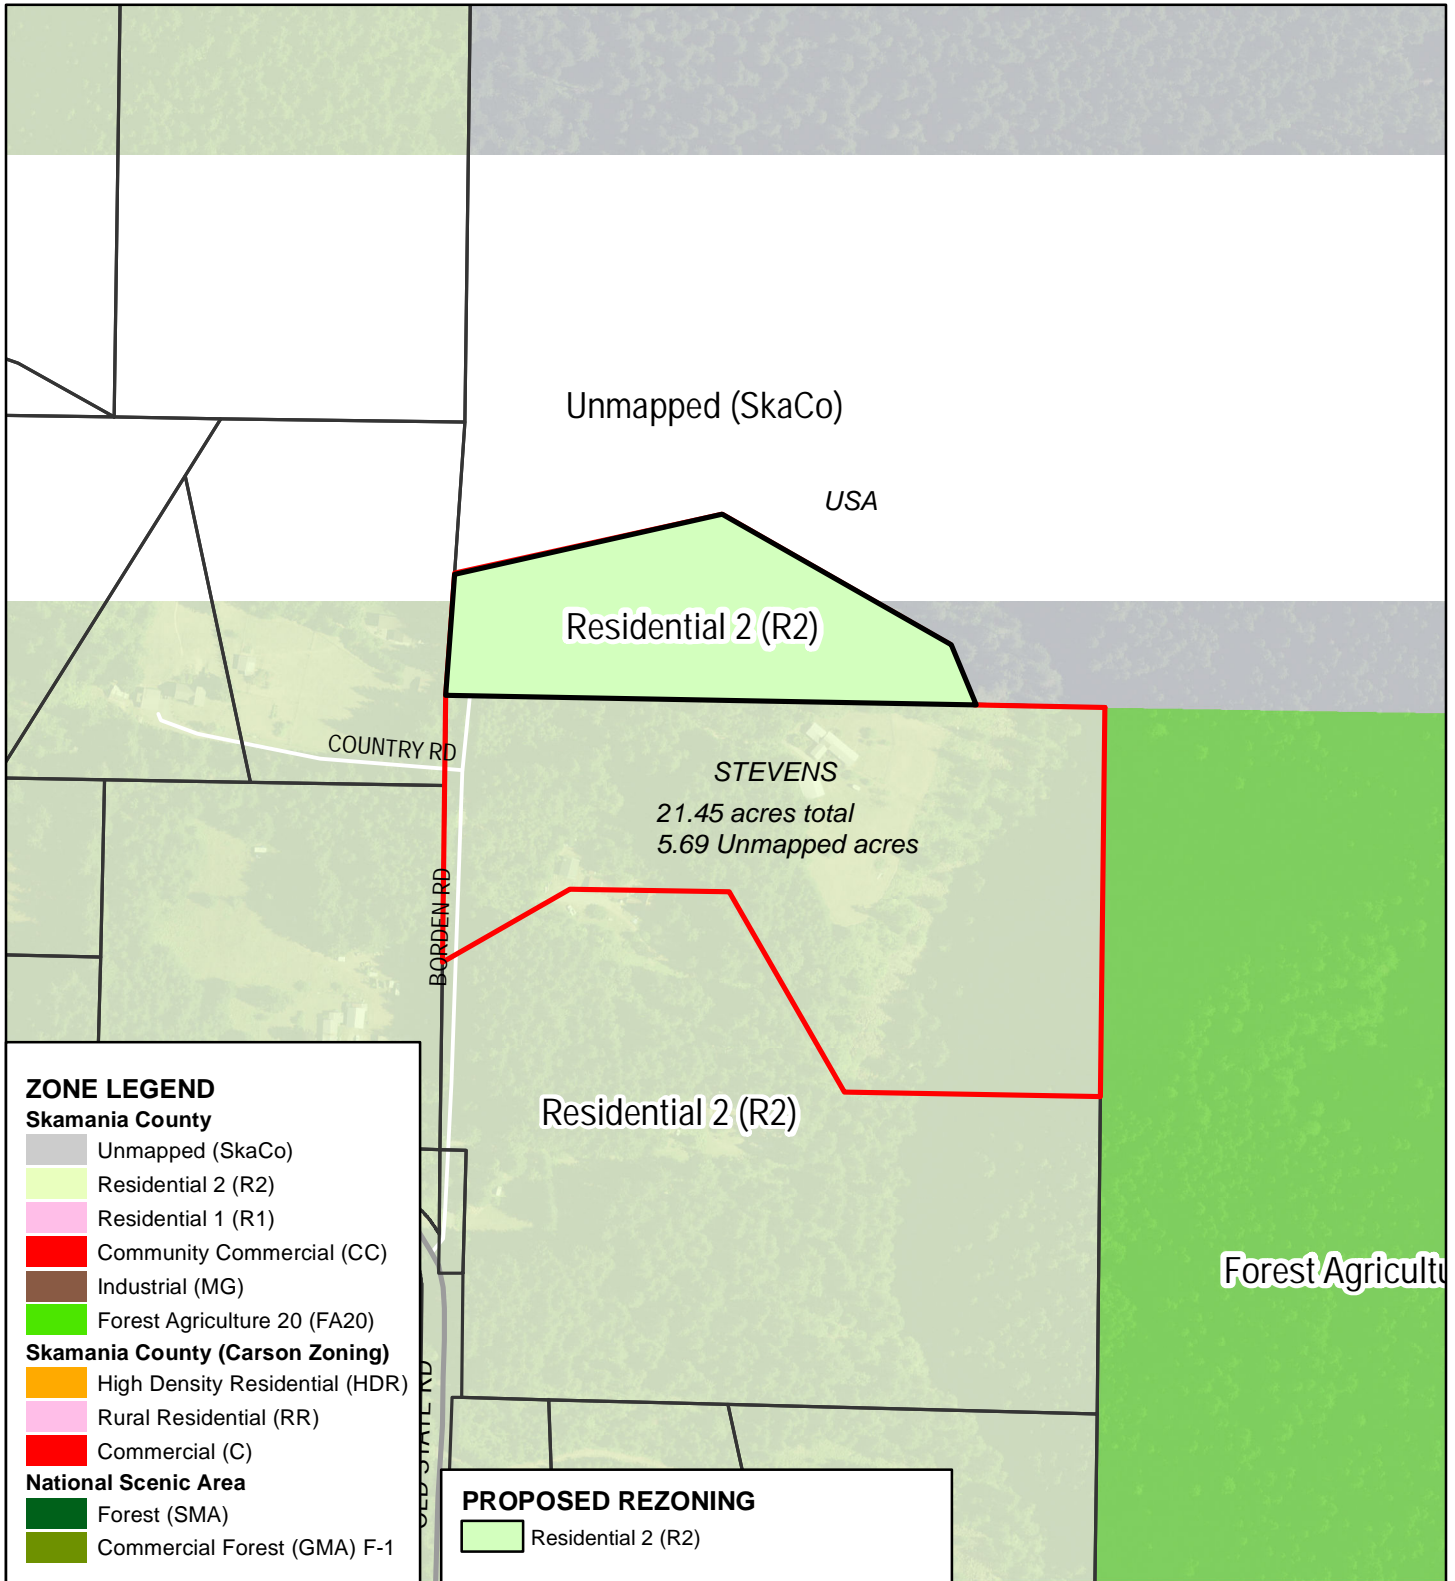 Unmapped (SkaCo)
USA
Residential 2 (R2)
COUNTRY RD
STEVENS
21.45 acres total
5.69 Unmapped acres
BORDEN RD
Residential 2 (R2)
Forest Agricultu
OLD STATE RD
ZONE LEGEND
Skamania County
Unmapped (SkaCo)
Residential 2 (R2)
Residential 1 (R1)
Community Commercial (CC)
Industrial (MG)
Forest Agriculture 20 (FA20)
Skamania County (Carson Zoning)
High Density Residential (HDR)
Rural Residential (RR)
Commercial (C)
National Scenic Area
Forest (SMA)
Commercial Forest (GMA) F-1
PROPOSED REZONING
Residential 2 (R2)